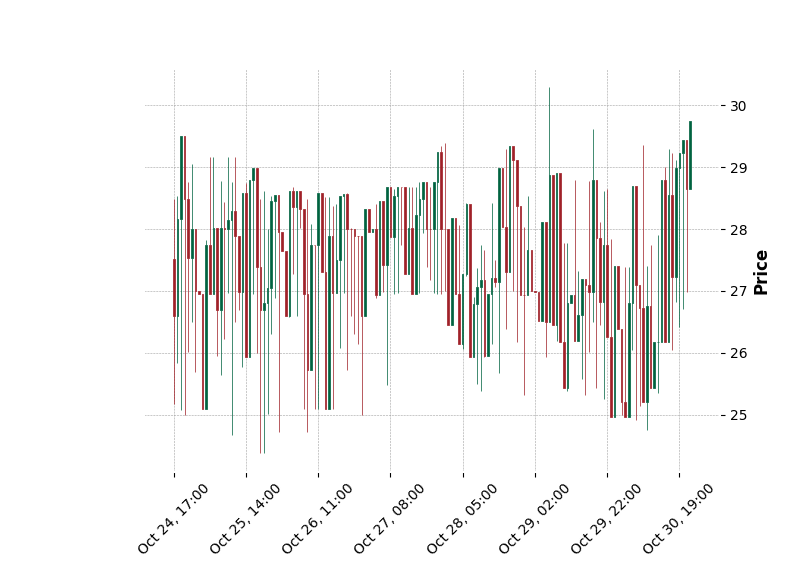 30
29
28
27
26
25
Price
Oct 24, 17:00
Oct 25, 14:00
Oct 26, 11:00
Oct 27, 08:00
Oct 28, 05:00
Oct 29, 02:00
Oct 29, 22:00
Oct 30, 19:00